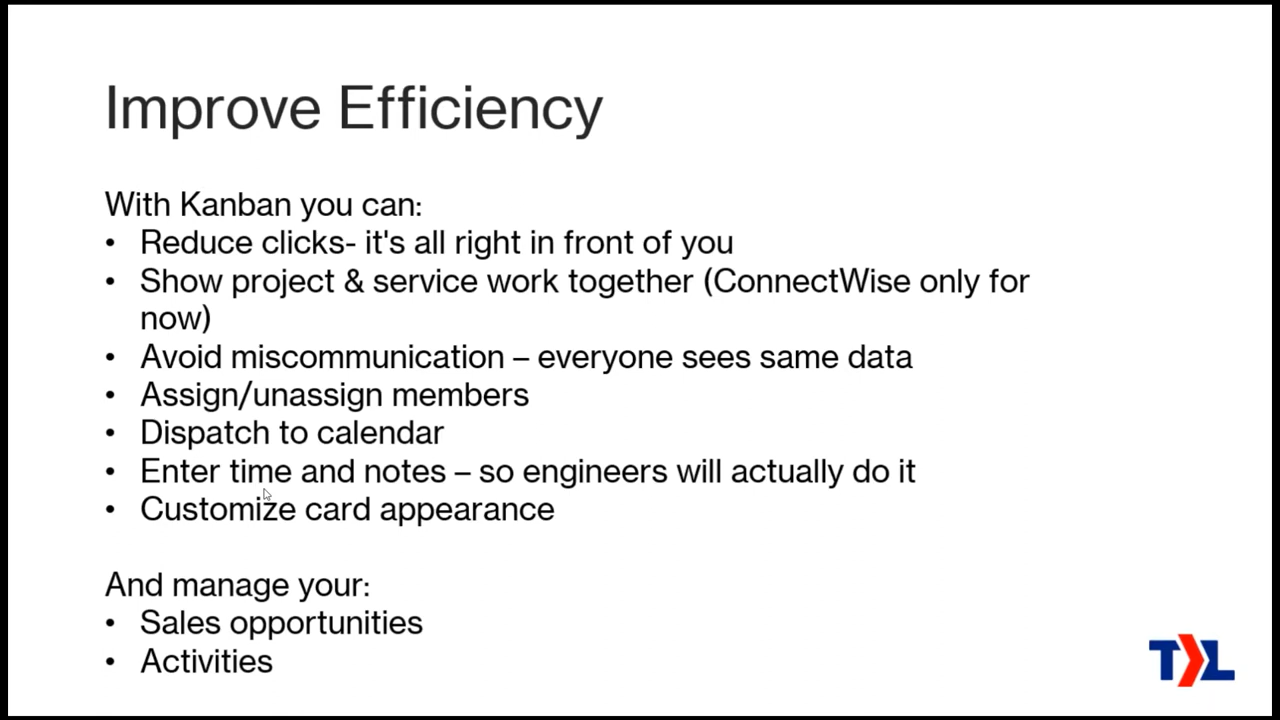 Improve Efficiency
With Kanban you can:
• Reduce clicks- it's all right in front of you
• Show project & service work together (ConnectWise only for
now)
• Avoid miscommunication – everyone sees same data
• Assign/unassign members
• Dispatch to calendar
• Enter time and notes – so engineers will actually do it
• Customize card appearance
And manage your:
• Sales opportunities
• Activities
T>L